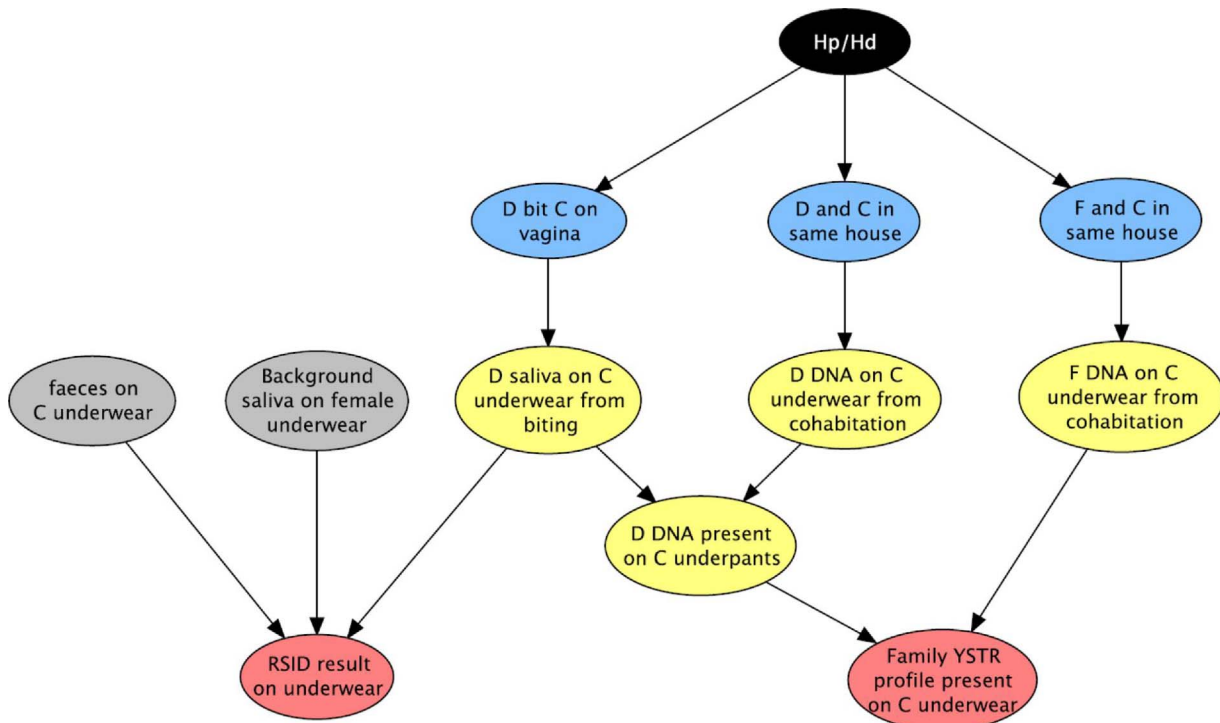 Hp/Hd
D bit C on
vagina
D and C in
same house
F and C in
same house
faeces on
C underwear
Background
saliva on female
underwear
D saliva on C
underwear from
biting
D DNA on C
underwear from
cohabitation
F DNA on C
underwear from
cohabitation
D DNA present
on C underpants
RSID result
on underwear
Family YSTR
profile present
on C underwear